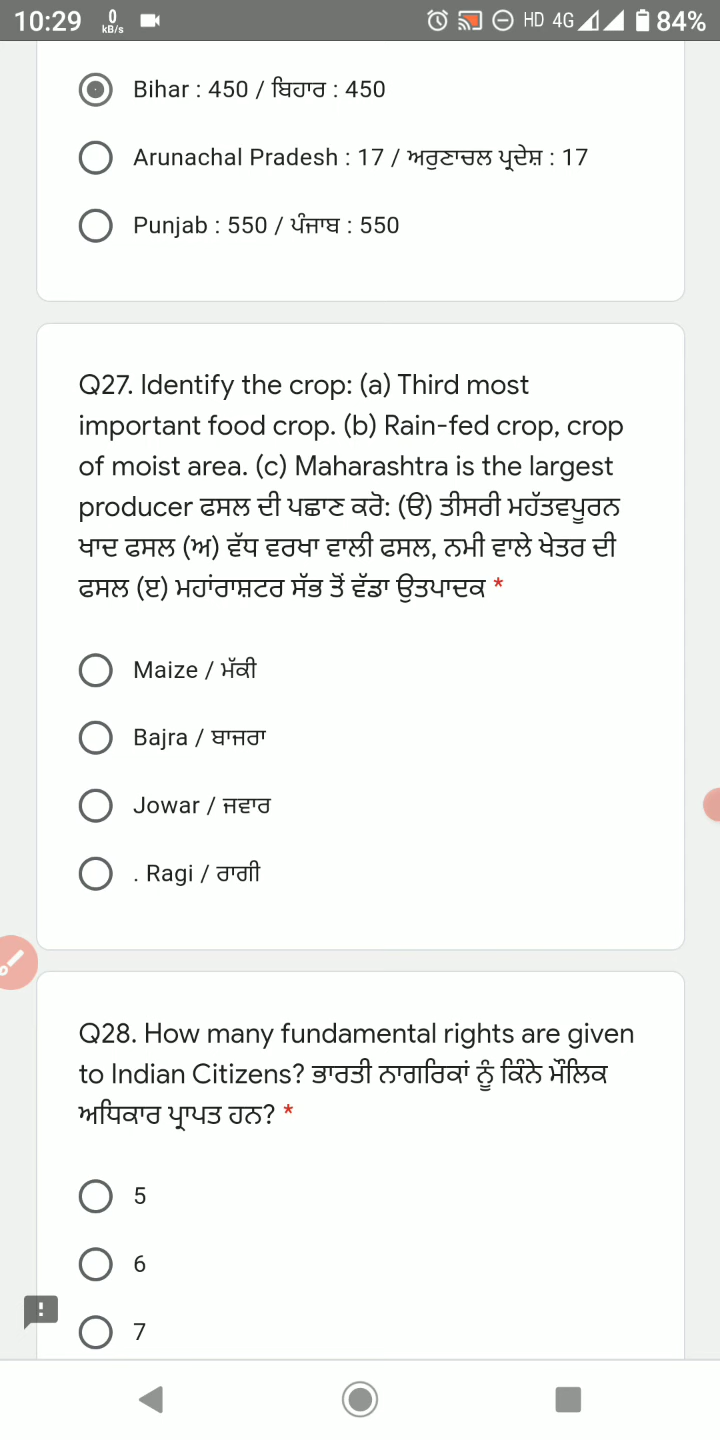 10:29 0 kB/s HD 4G 84%
Bihar : 450 / ਬਿਹਾਰ : 450
Arunachal Pradesh : 17 / ਅਰੁਣਾਚਲ ਪ੍ਰਦੇਸ਼ : 17
Punjab : 550 / ਪੰਜਾਬ : 550
Q27. Identify the crop: (a) Third most
important food crop. (b) Rain-fed crop, crop
of moist area. (c) Maharashtra is the largest
producer ਫਸਲ ਦੀ ਪਛਾਣ ਕਰੋ: (ੳ) ਤੀਸਰੀ ਮਹੱਤਵਪੂਰਨ
ਖਾਦ ਫਸਲ (ਅ) ਵੱਧ ਵਰਖਾ ਵਾਲੀ ਫਸਲ, ਨਮੀ ਵਾਲੇ ਖੇਤਰ ਦੀ
ਫਸਲ (ੲ) ਮਹਾਂਰਾਸ਼ਟਰ ਸੱਭ ਤੋਂ ਵੱਡਾ ਉਤਪਾਦਕ *
Maize / ਮੱਕੀ
Bajra / ਬਾਜਰਾ
Jowar / ਜਵਾਰ
. Ragi / ਰਾਗੀ
Q28. How many fundamental rights are given
to Indian Citizens? ਭਾਰਤੀ ਨਾਗਰਿਕਾਂ ਨੂੰ ਕਿੰਨੇ ਮੌਲਿਕ
ਅਧਿਕਾਰ ਪ੍ਰਾਪਤ ਹਨ? *
5
6
7